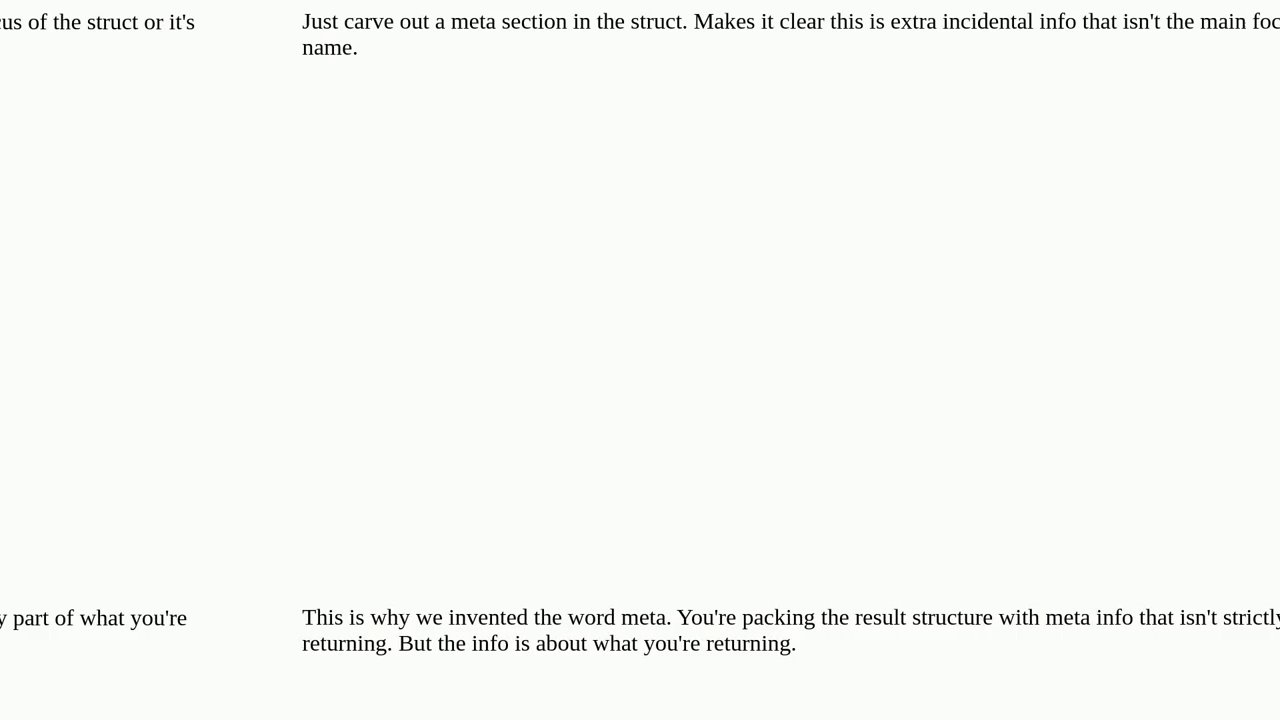 cus of the struct or it's
Just carve out a meta section in the struct. Makes it clear this is extra incidental info that isn't the main foc
name.
y part of what you're
This is why we invented the word meta. You're packing the result structure with meta info that isn't strictly
returning. But the info is about what you're returning.